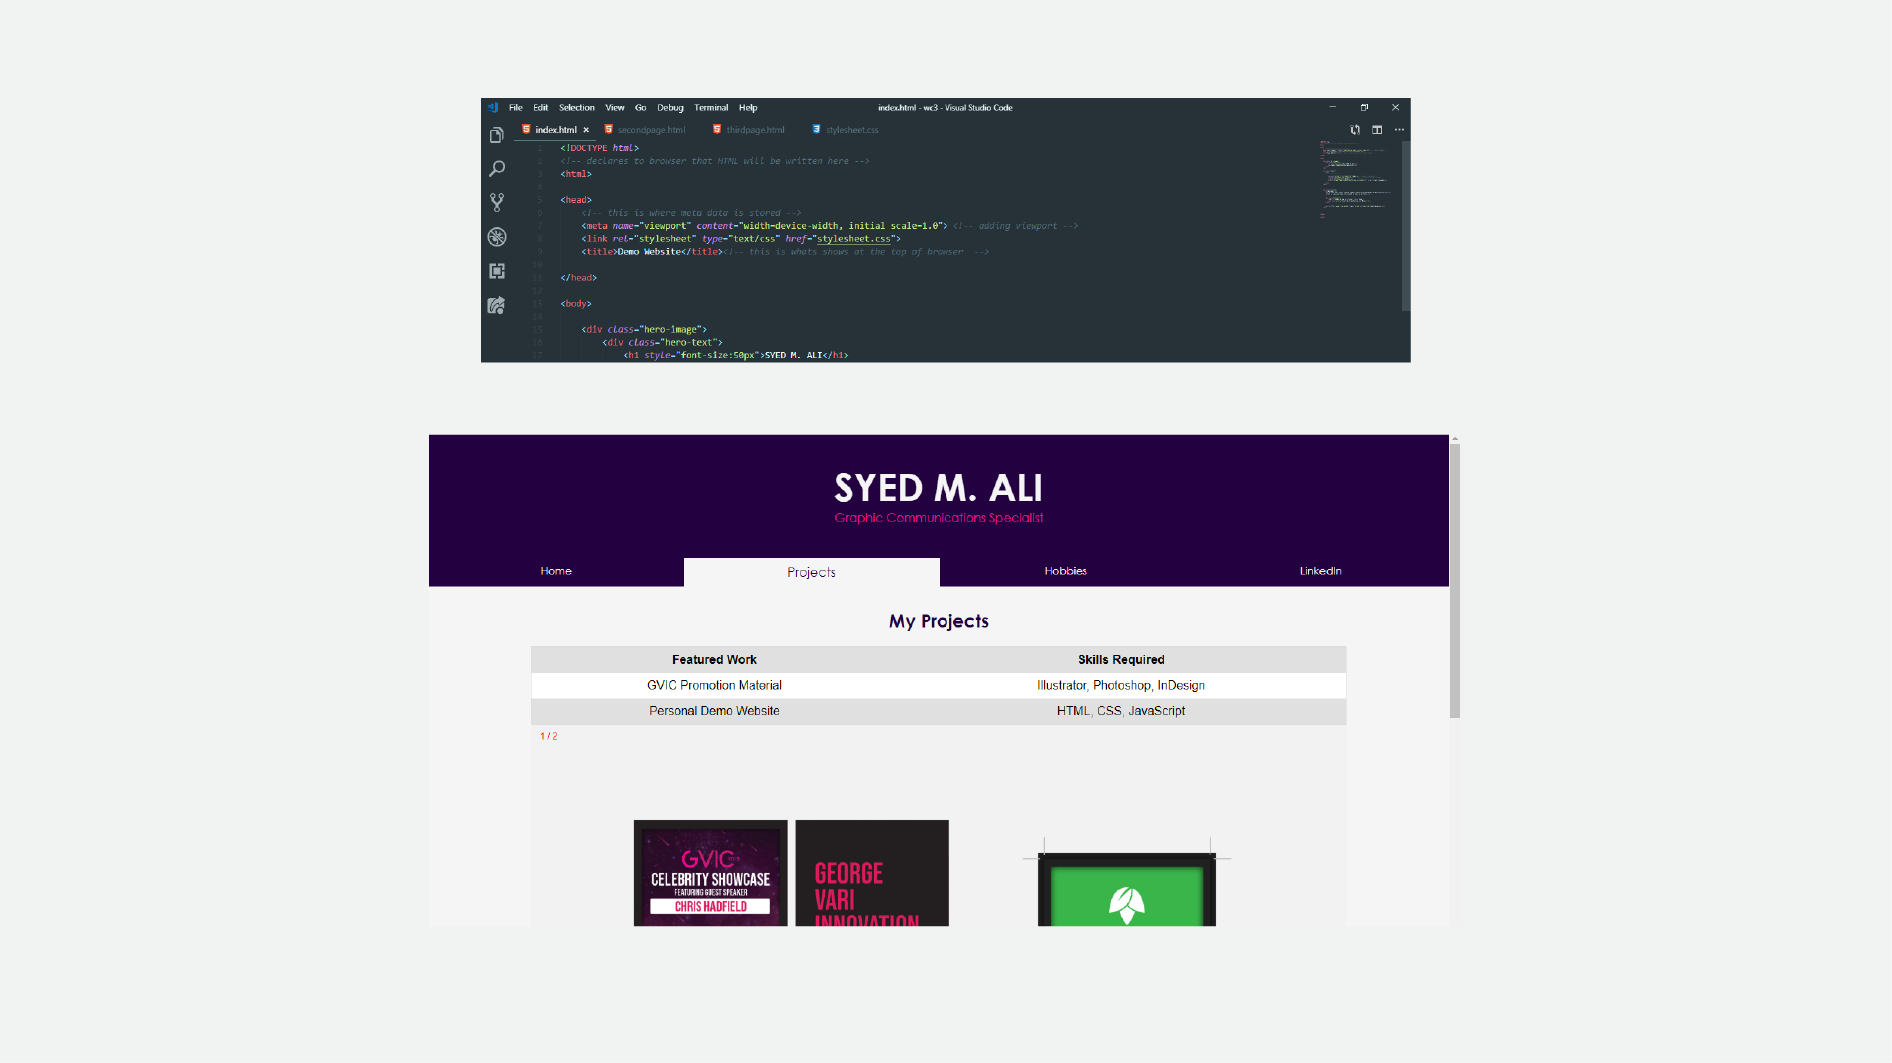 File Edit Selection View Go Debug Terminal Help index.html - wc3 - Visual Studio Code
index.html secondpage.html thirdpage.html stylesheet.css
1 <!DOCTYPE html>
2 <!-- declares to browser that HTML will be written here -->
3 <html>
4
5 <head>
6 <!-- this is where meta data is stored -->
7 <meta name="viewport" content="width=device-width, initial scale=1.0"> <!-- adding viewport -->
8 <link rel="stylesheet" type="text/css" href="stylesheet.css">
9 <title>Demo Website</title><!-- this is whats shows at the top of browser -->
10
11 </head>
12
13 <body>
14
15 <div class="hero-image">
16 <div class="hero-text">
17 <h1 style="font-size:50px">SYED M. ALI</h1>
SYED M. ALI
Graphic Communications Specialist
Home Projects Hobbies LinkedIn
My Projects
Featured Work Skills Required
GVIC Promotion Material Illustrator, Photoshop, InDesign
Personal Demo Website HTML, CSS, JavaScript
1 / 2
GVIC
CELEBRITY SHOWCASE
FEATURING GUEST SPEAKER
CHRIS HADFIELD
GEORGE
VARI
INNOVATION